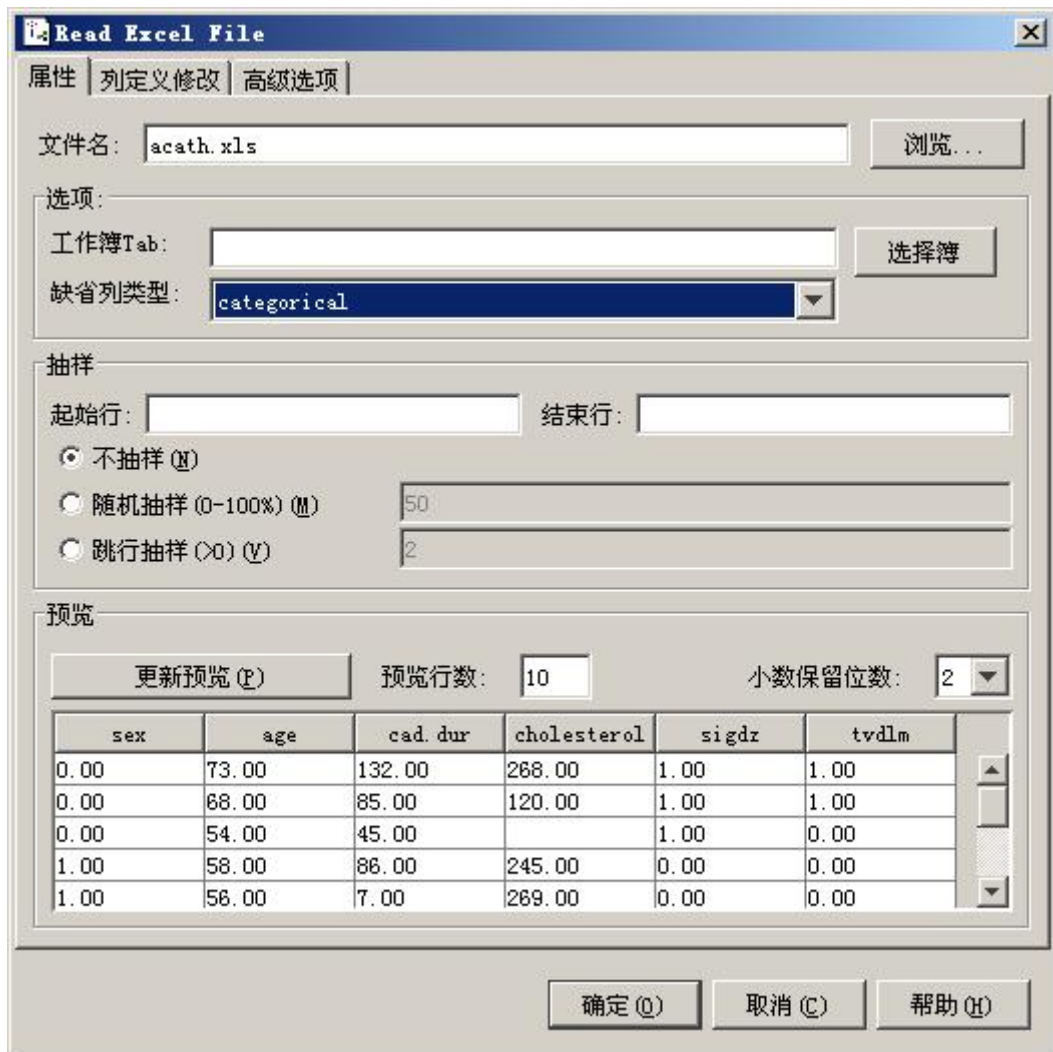 Read Excel File
属性 列定义修改 高级选项
文件名: acath.xls 浏览...
选项:
工作簿Tab: 选择簿
缺省列类型: categorical
抽样
起始行: 结束行:
不抽样(N)
随机抽样(0-100%)(M) 50
跳行抽样(>0)(V) 2
预览
更新预览(P) 预览行数: 10 小数保留位数: 2
sex age cad.dur cholesterol sigdz tvdlm
0.00 73.00 132.00 268.00 1.00 1.00
0.00 68.00 85.00 120.00 1.00 1.00
0.00 54.00 45.00 1.00 0.00
1.00 58.00 86.00 245.00 0.00 0.00
1.00 56.00 7.00 269.00 0.00 0.00
确定(O) 取消(C) 帮助(H)